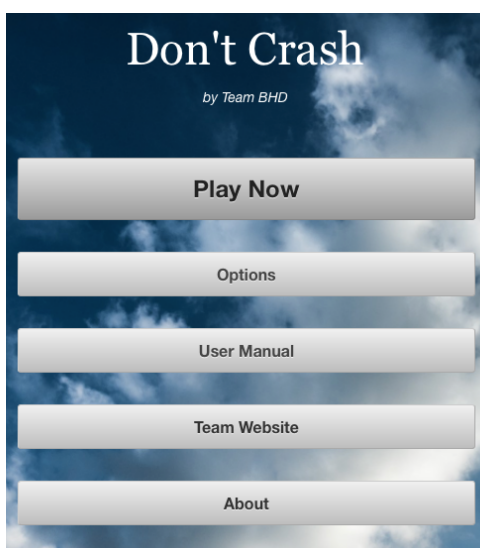 Don't Crash
by Team BHD
Play Now
Options
User Manual
Team Website
About